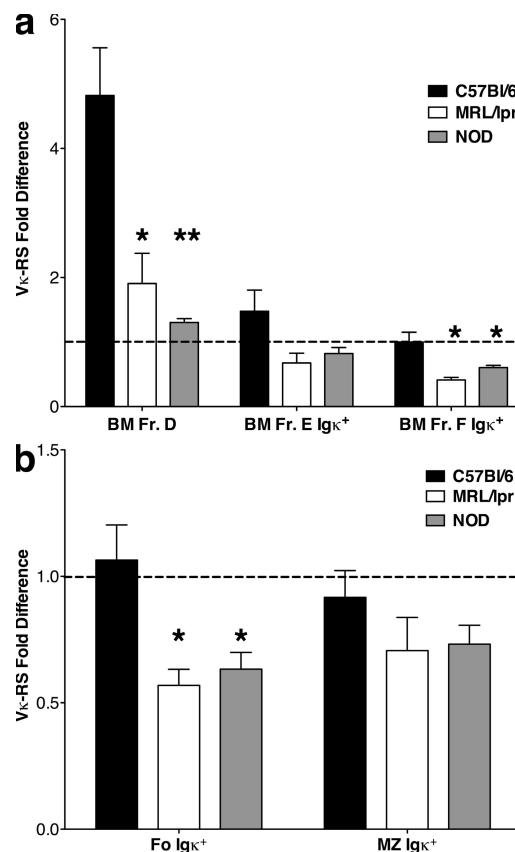 a
6
4
2
0
Vκ-RS Fold Difference
C57Bl/6
MRL/lpr
NOD
*
**
*
*
BM Fr. D
BM Fr. E Igκ+
BM Fr. F Igκ+
b
1.5
1.0
0.5
0.0
Vκ-RS Fold Difference
C57Bl/6
MRL/lpr
NOD
*
*
Fo Igκ+
MZ Igκ+